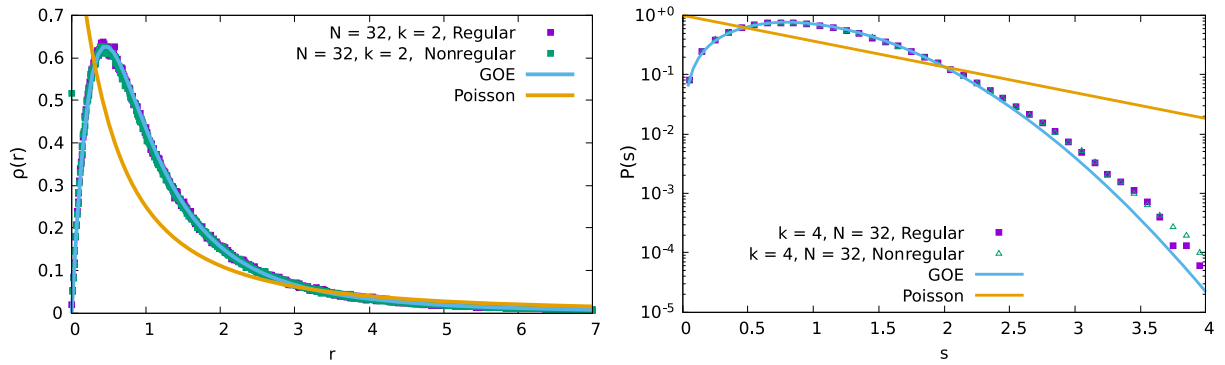 N = 32, k = 2, Regular
N = 32, k = 2, Nonregular
GOE
Poisson
ρ(r)
0.7
0.6
0.5
0.4
0.3
0.2
0.1
0
0 1 2 3 4 5 6 7
r
k = 4, N = 32, Regular
k = 4, N = 32, Nonregular
GOE
Poisson
P(s)
10⁺⁰
10⁻¹
10⁻²
10⁻³
10⁻⁴
10⁻⁵
0 0.5 1 1.5 2 2.5 3 3.5 4
s